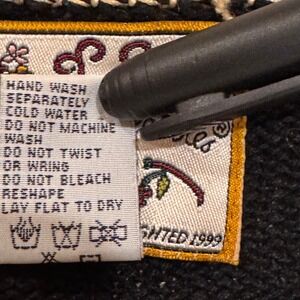 HAND WASH
SEPARATELY
COLD WATER
DO NOT MACHINE
WASH
DO NOT TWIST
OR WRING
DO NOT BLEACH
RESHAPE
LAY FLAT TO DRY
1999